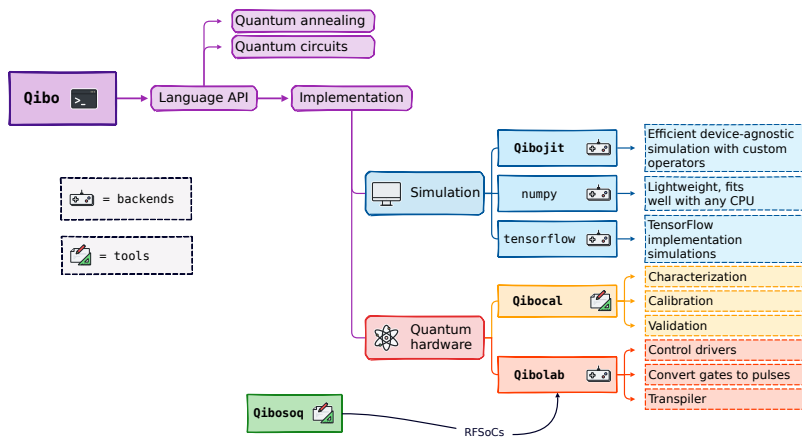 Quantum annealing
Quantum circuits
Qibo
>_
Language API
Implementation
Qibojit
Efficient device-agnostic
simulation with custom
operators
= backends
Simulation
numpy
Lightweight, fits
well with any CPU
= tools
tensorflow
TensorFlow
implementation
simulations
Quantum
hardware
Qibocal
Characterization
Calibration
Validation
Qibolab
Control drivers
Convert gates to pulses
Transpiler
Qibosoq
RFSoCs